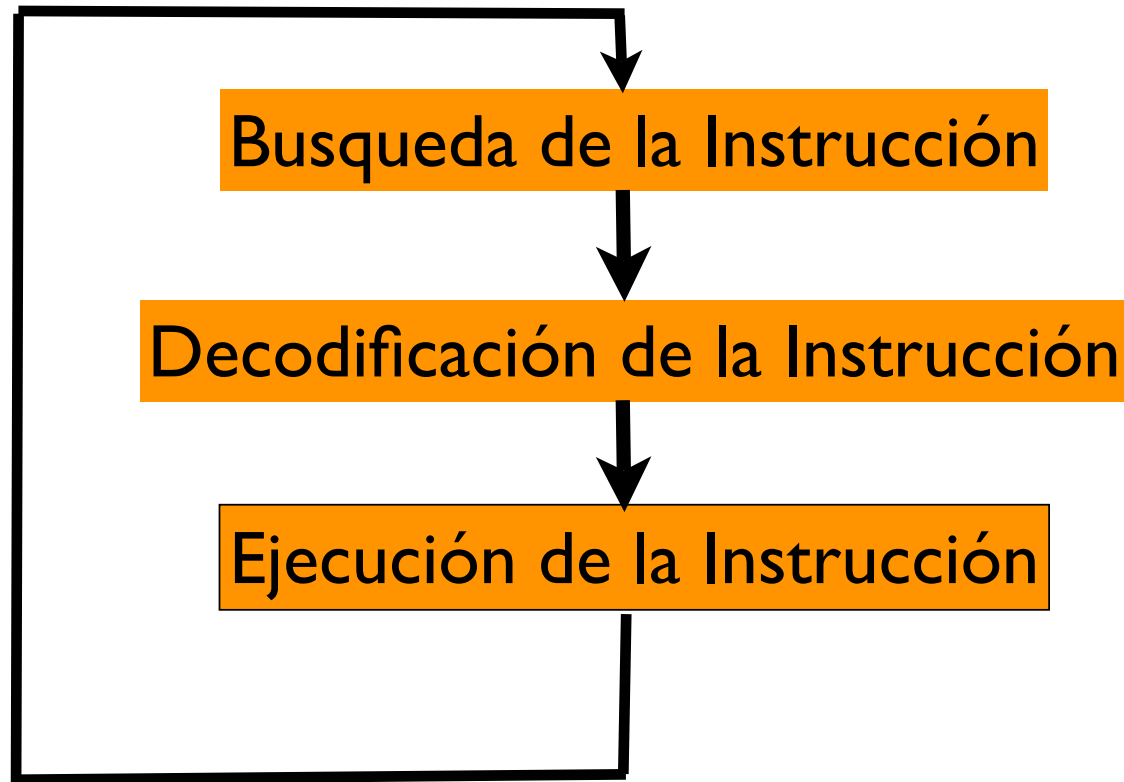 Busqueda de la Instrucción
Decodificación de la Instrucción
Ejecución de la Instrucción